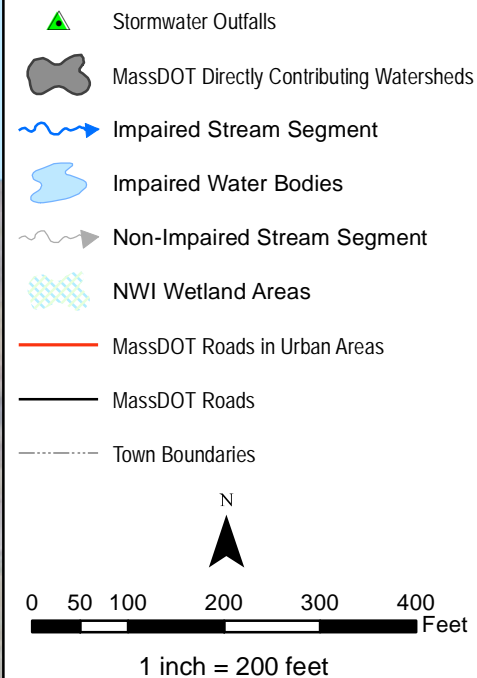 Stormwater Outfalls
MassDOT Directly Contributing Watersheds
Impaired Stream Segment
Impaired Water Bodies
Non-Impaired Stream Segment
NWI Wetland Areas
MassDOT Roads in Urban Areas
MassDOT Roads
Town Boundaries
N
0 50 100 200 300 400
Feet
1 inch = 200 feet